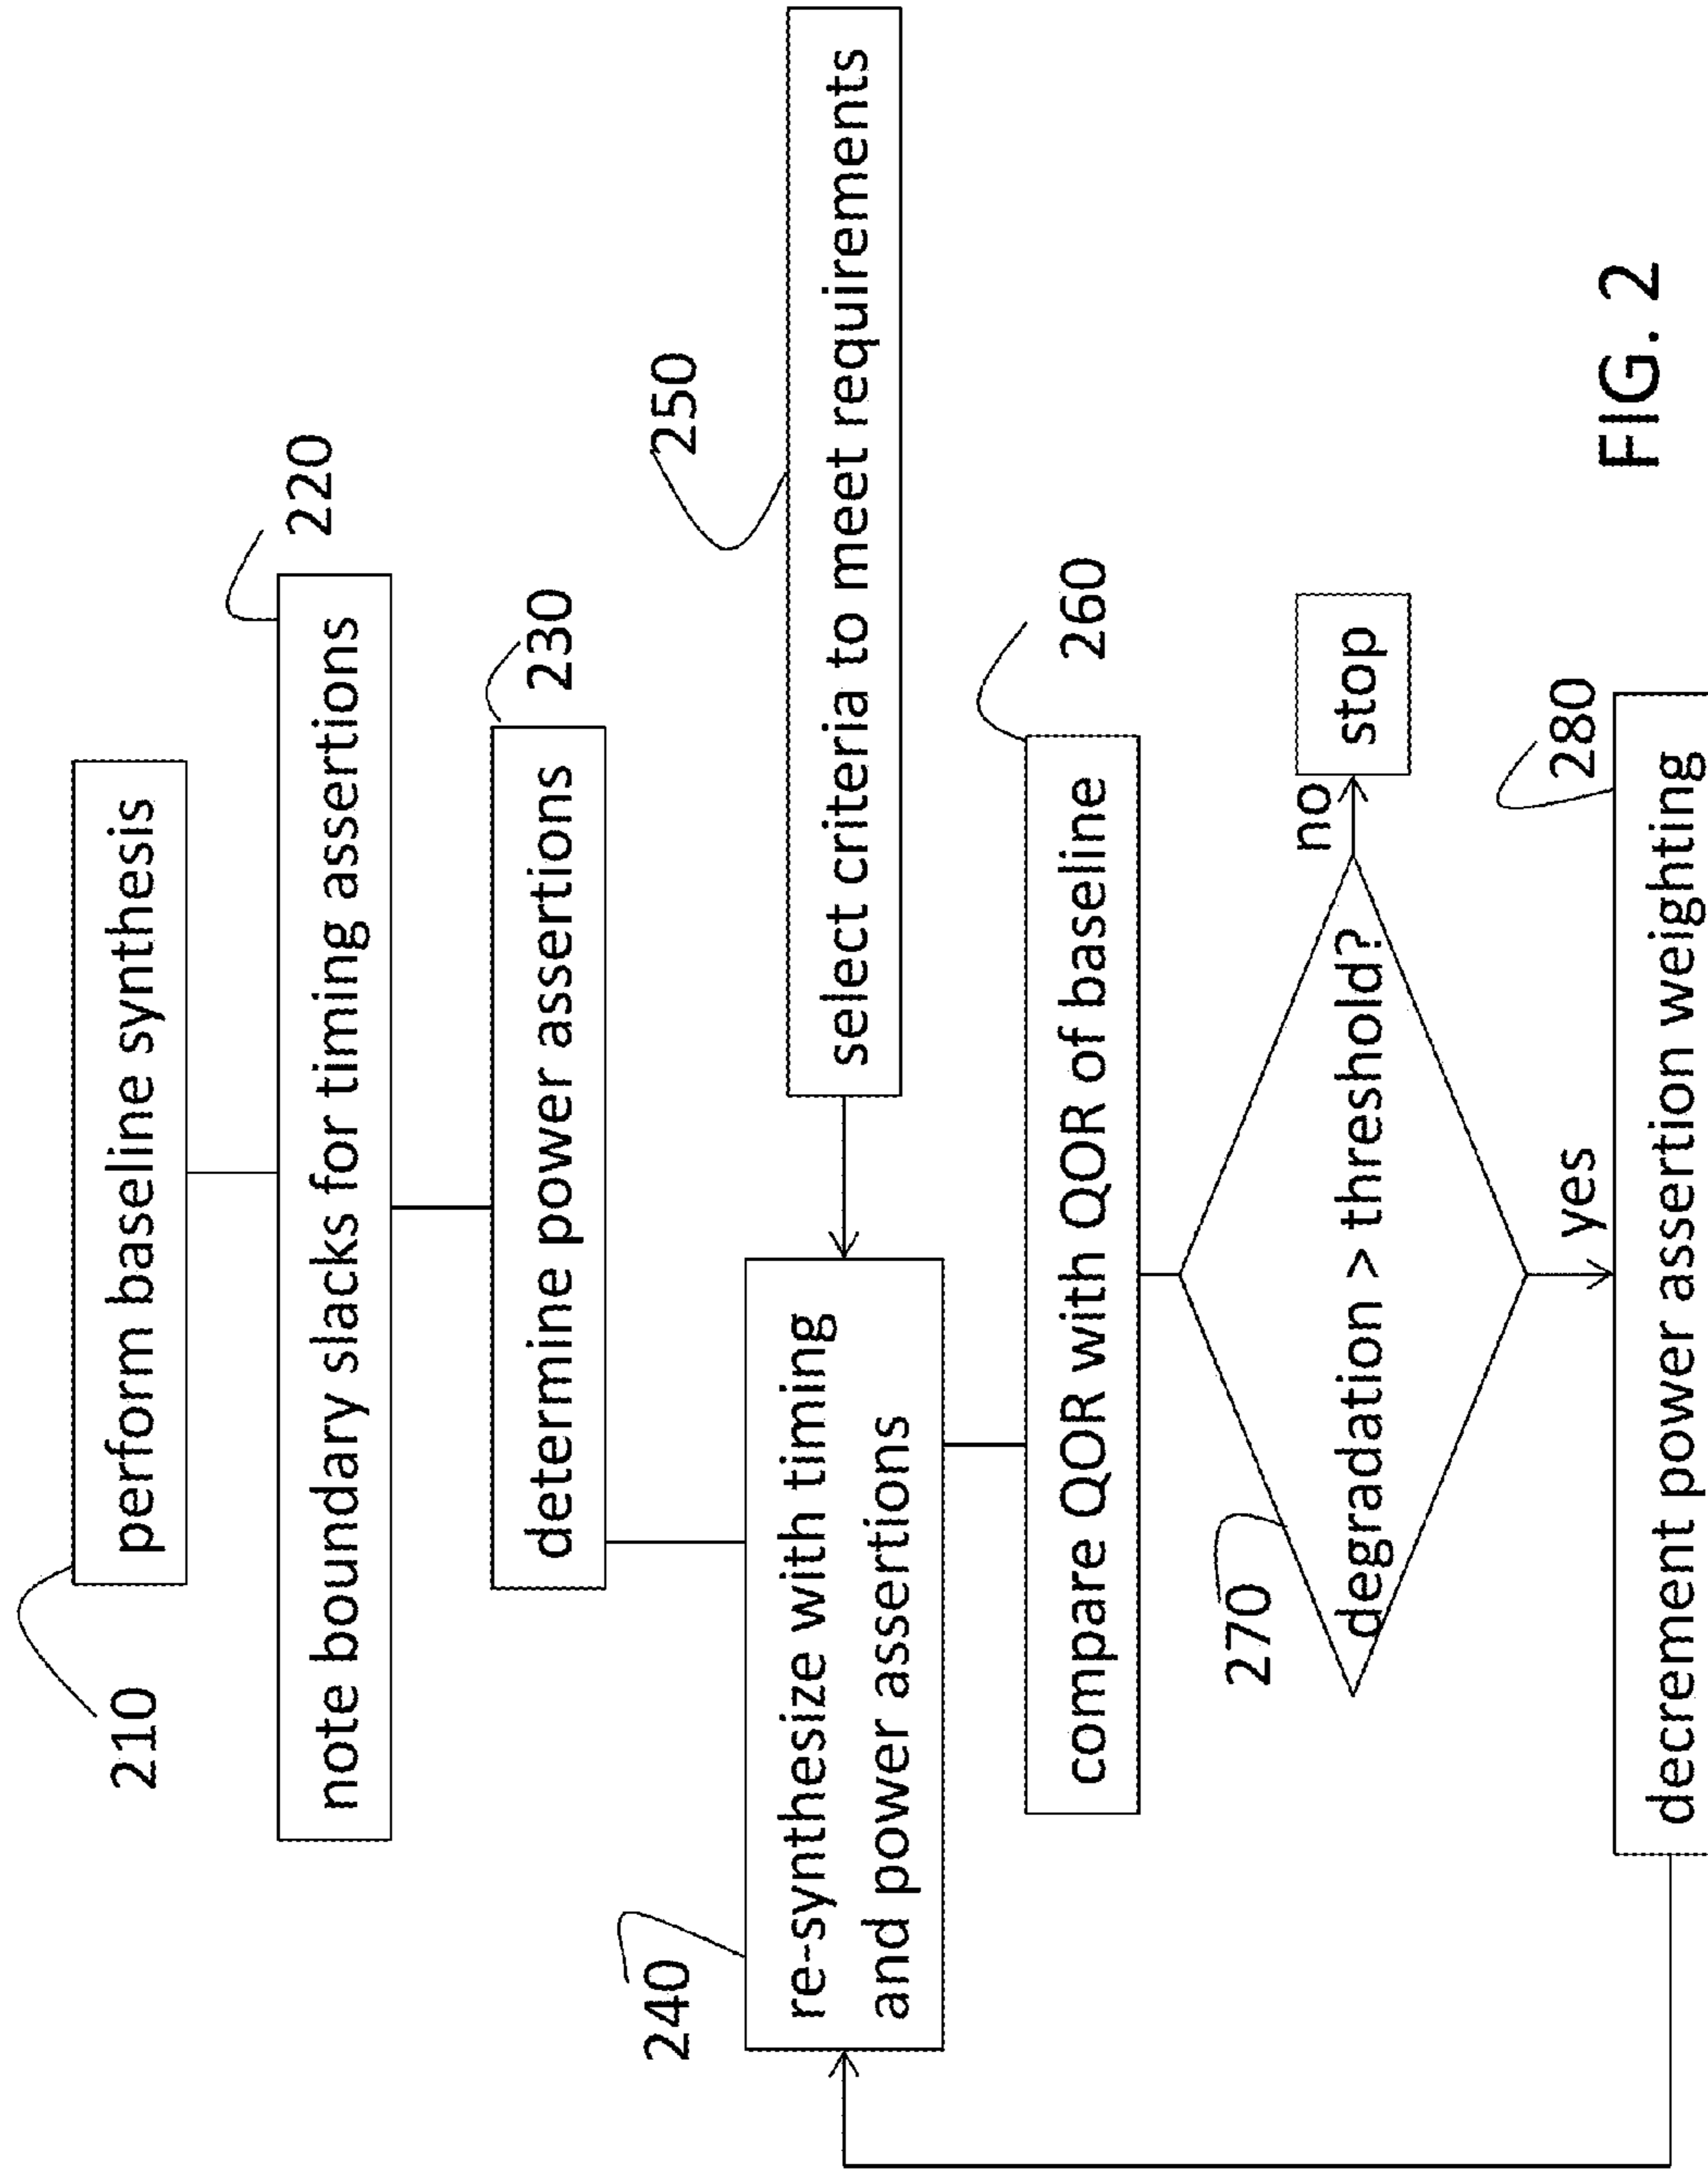 210
perform baseline synthesis
220
note boundary slacks for timing assertions
230
determine power assertions
240
re-synthesize with timing
and power assertions
250
select criteria to meet requirements
260
compare QOR with QOR of baseline
270
degradation > threshold?
no
stop
yes
280
decrement power assertion weighting
FIG. 2